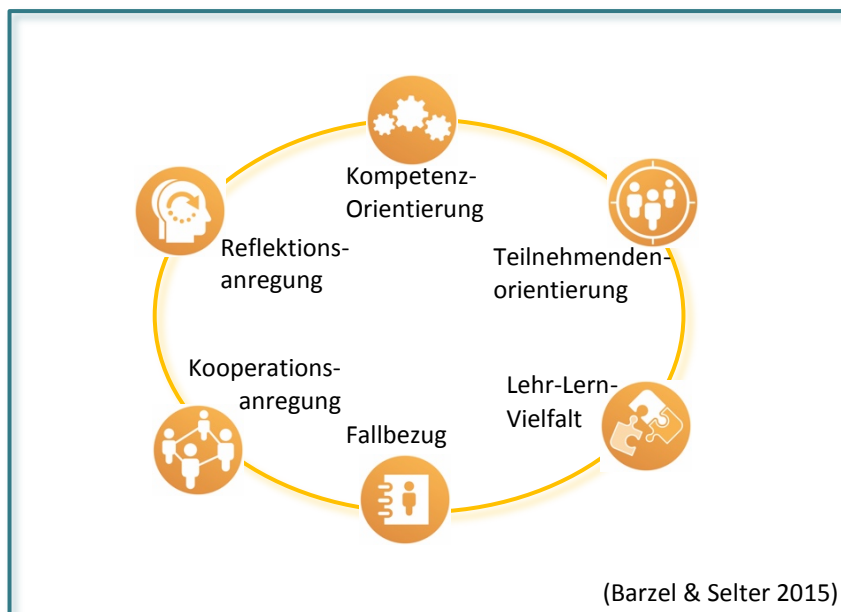 Kompetenz-
Orientierung
Teilnehmenden-
orientierung
Lehr-Lern-
Vielfalt
Fallbezug
Kooperations-
anregung
Reflektions-
anregung
(Barzel & Selter 2015)